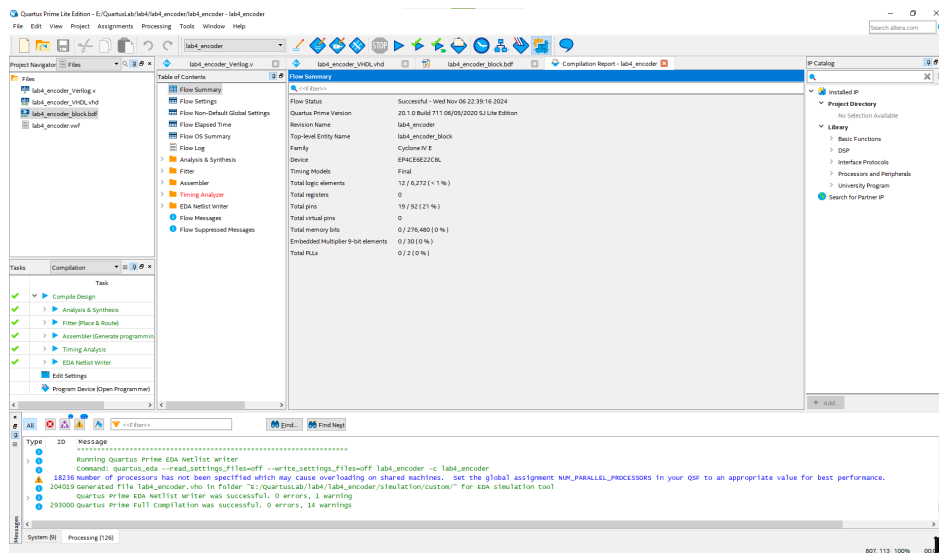 Quartus Prime Lite Edition - E:/QuartusLab/lab4/lab4_encoder/lab4_encoder - lab4_encoder
File Edit View Project Assignments Processing Tools Window Help
Search altera.com
lab4_encoder
Project Navigator Files
lab4_encoder_Verilog.v
lab4_encoder_VHDL.vhd
lab4_encoder_block.bdf
Compilation Report - lab4_encoder
IP Catalog
Files
lab4_encoder_Verilog.v
lab4_encoder_VHDL.vhd
lab4_encoder_block.bdf
lab4_encoder.vwf
Table of Contents
Flow Summary
Flow Settings
Flow Non-Default Global Settings
Flow Elapsed Time
Flow OS Summary
Flow Log
Analysis & Synthesis
Fitter
Assembler
Timing Analyzer
EDA Netlist Writer
Flow Messages
Flow Suppressed Messages
Flow Summary
<<Filter>>
Flow Status Successful - Wed Nov 06 22:39:16 2024
Quartus Prime Version 20.1.0 Build 711 06/05/2020 SJ Lite Edition
Revision Name lab4_encoder
Top-level Entity Name lab4_encoder_block
Family Cyclone IV E
Device EP4CE6E22C8L
Timing Models Final
Total logic elements 12 / 6,272 ( < 1 % )
Total registers 0
Total pins 19 / 92 ( 21 % )
Total virtual pins 0
Total memory bits 0 / 276,480 ( 0 % )
Embedded Multiplier 9-bit elements 0 / 30 ( 0 % )
Total PLLs 0 / 2 ( 0 % )
Installed IP
Project Directory
No Selection Available
Library
Basic Functions
DSP
Interface Protocols
Processors and Peripherals
University Program
Search for Partner IP
+ Add...
Tasks Compilation
Task
Compile Design
Analysis & Synthesis
Fitter (Place & Route)
Assembler (Generate programmin
Timing Analysis
EDA Netlist Writer
Edit Settings
Program Device (Open Programmer)
All <<Filter>> Find... Find Next
Type ID Message
*******************************************************************
Running Quartus Prime EDA Netlist Writer
Command: quartus_eda --read_settings_files=off --write_settings_files=off lab4_encoder -c lab4_encoder
18236 Number of processors has not been specified which may cause overloading on shared machines. Set the global assignment NUM_PARALLEL_PROCESSORS in your QSF to an appropriate value for best performance.
204019 Generated file lab4_encoder.vho in folder "E:/QuartusLab/lab4/lab4_encoder/simulation/custom/" for EDA simulation tool
Quartus Prime EDA Netlist Writer was successful. 0 errors, 1 warning
293000 Quartus Prime Full Compilation was successful. 0 errors, 14 warnings
Messages
System (9) Processing (126)
807, 113 100%